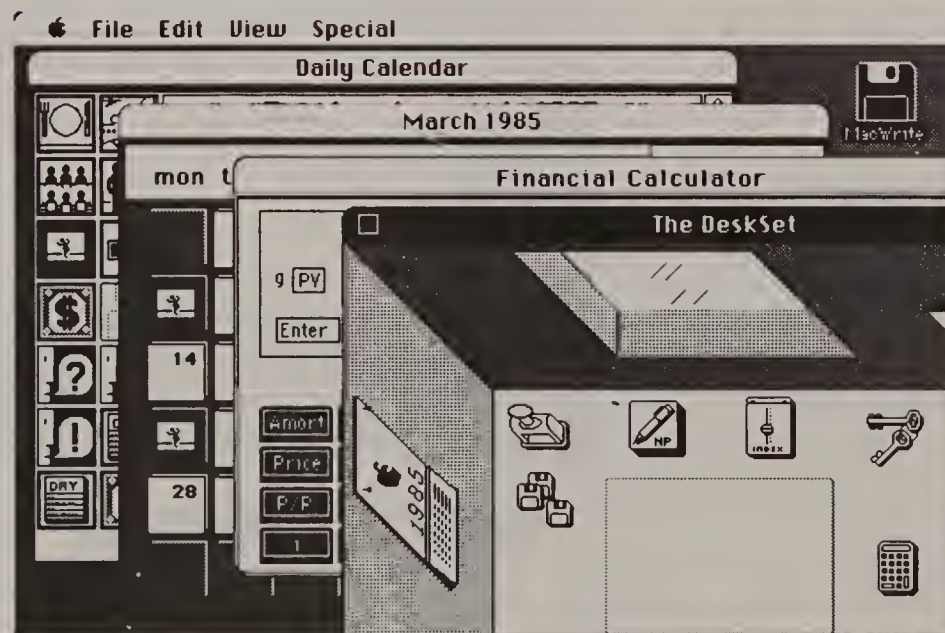 File Edit View Special
Daily Calendar
March 1985
MacWrite
mon t
Financial Calculator
The DeskSet
g PV
Enter
14
Amort
NP
INDEX
Price
1985
28
DRY
P/P
1